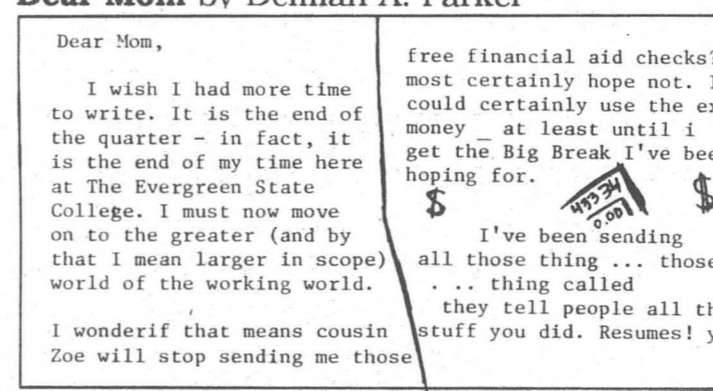 Dear Mom by Delilah A. Parker
Dear Mom,
I wish I had more time
to write. It is the end of
the quarter - in fact, it
is the end of my time here
at The Evergreen State
College. I must now move
on to the greater (and by
that I mean larger in scope)
world of the working world.
I wonderif that means cousin
Zoe will stop sending me those
free financial aid checks?
most certainly hope not. I
could certainly use the ex
money _ at least until i
get the Big Break I've bee
hoping for.
$
433 34
0.00
$
I've been sending
all those thing ... those
. .. thing called
they tell people all th
stuff you did. Resumes! y